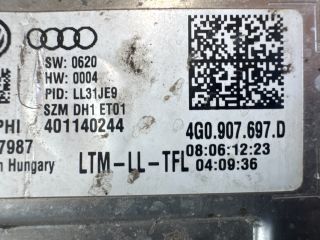 SW: 0620
HW: 0004
PID: LL31JE9
SZM DH1 ET01
PHI 401140244
7987
n Hungary
LTM-LL-TFL
4G0.907.697.D
08:06:12:23
04:09:36